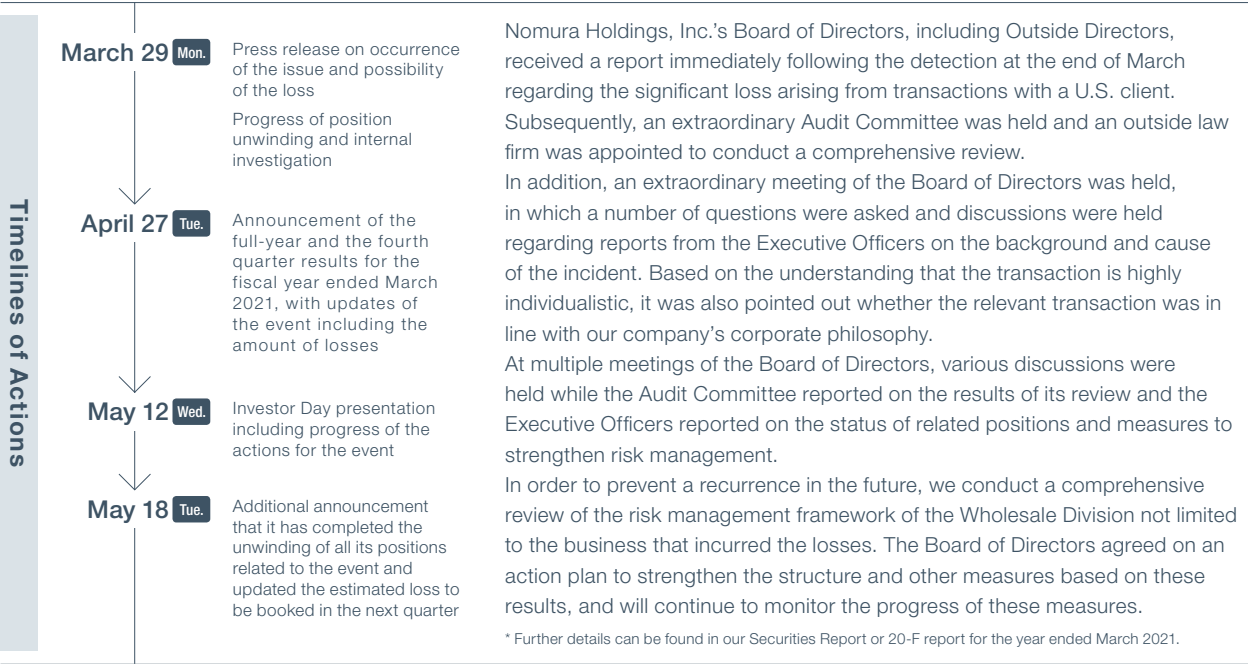 Timelines of Actions
March 29 Mon.
Press release on occurrence
of the issue and possibility
of the loss
Progress of position
unwinding and internal
investigation
April 27 Tue.
Announcement of the
full-year and the fourth
quarter results for the
fiscal year ended March
2021, with updates of
the event including the
amount of losses
May 12 Wed.
Investor Day presentation
including progress of the
actions for the event
May 18 Tue.
Additional announcement
that it has completed the
unwinding of all its positions
related to the event and
updated the estimated loss to
be booked in the next quarter
Nomura Holdings, Inc.’s Board of Directors, including Outside Directors,
received a report immediately following the detection at the end of March
regarding the significant loss arising from transactions with a U.S. client.
Subsequently, an extraordinary Audit Committee was held and an outside law
firm was appointed to conduct a comprehensive review.
In addition, an extraordinary meeting of the Board of Directors was held,
in which a number of questions were asked and discussions were held
regarding reports from the Executive Officers on the background and cause
of the incident. Based on the understanding that the transaction is highly
individualistic, it was also pointed out whether the relevant transaction was in
line with our company’s corporate philosophy.
At multiple meetings of the Board of Directors, various discussions were
held while the Audit Committee reported on the results of its review and the
Executive Officers reported on the status of related positions and measures to
strengthen risk management.
In order to prevent a recurrence in the future, we conduct a comprehensive
review of the risk management framework of the Wholesale Division not limited
to the business that incurred the losses. The Board of Directors agreed on an
action plan to strengthen the structure and other measures based on these
results, and will continue to monitor the progress of these measures.
* Further details can be found in our Securities Report or 20-F report for the year ended March 2021.